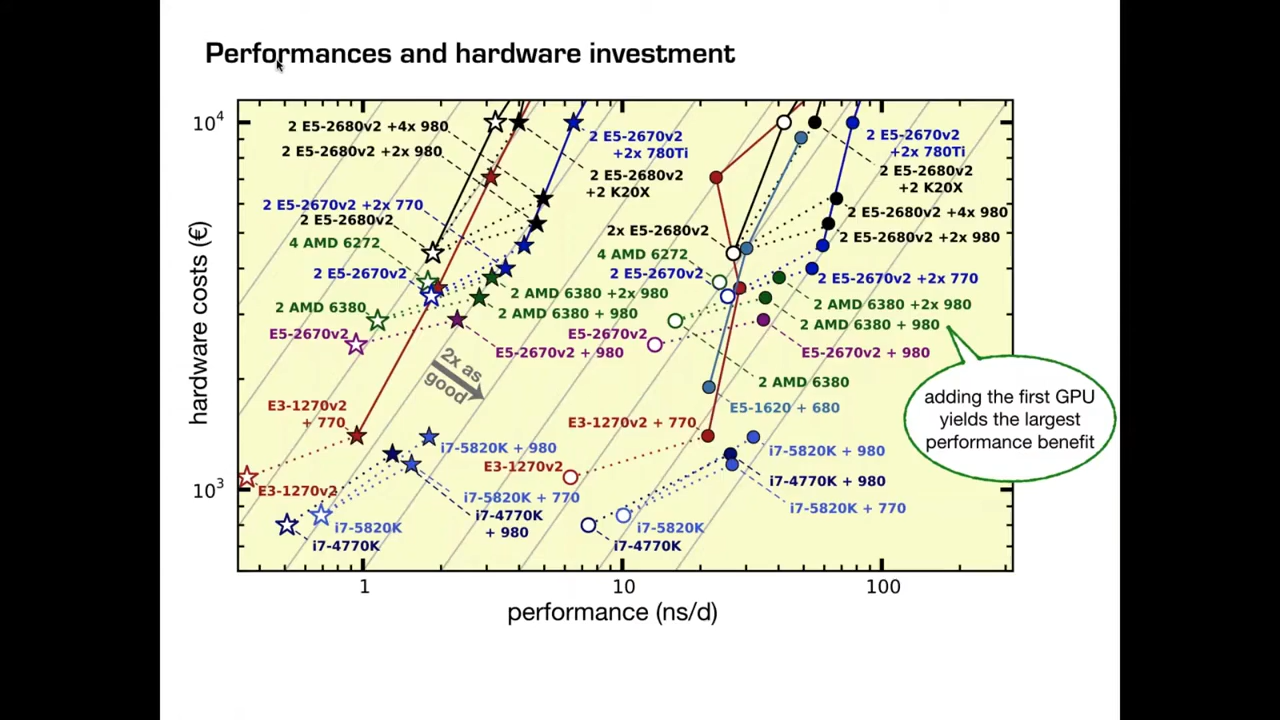 Performances and hardware investment
hardware costs (€)
10⁴
10³
2 E5-2680v2 +4x 980
2 E5-2680v2 +2x 980
2 E5-2670v2 +2x 770
2 E5-2680v2
4 AMD 6272
2 E5-2670v2
2 AMD 6380
E5-2670v2
E3-1270v2
+ 770
E3-1270v2
2 E5-2670v2
+2x 780Ti
2 E5-2680v2
+2 K20X
2 AMD 6380 +2x 980
2 AMD 6380 + 980
E5-2670v2 + 980
2x as
good
i7-5820K + 980
i7-5820K + 770
i7-4770K
+ 980
i7-5820K
i7-4770K
2x E5-2680v2
4 AMD 6272
2 E5-2670v2
E5-2670v2
E3-1270v2 + 770
E3-1270v2
2 E5-2670v2
+2x 780Ti
2 E5-2680v2
+2 K20X
2 E5-2680v2 +4x 980
2 E5-2680v2 +2x 980
2 E5-2670v2 +2x 770
2 AMD 6380 +2x 980
2 AMD 6380 + 980
E5-2670v2 + 980
2 AMD 6380
E5-1620 + 680
i7-5820K + 980
i7-4770K + 980
i7-5820K + 770
i7-5820K
i7-4770K
adding the first GPU
yields the largest
performance benefit
1
10
100
performance (ns/d)